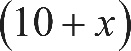 (10 + x)